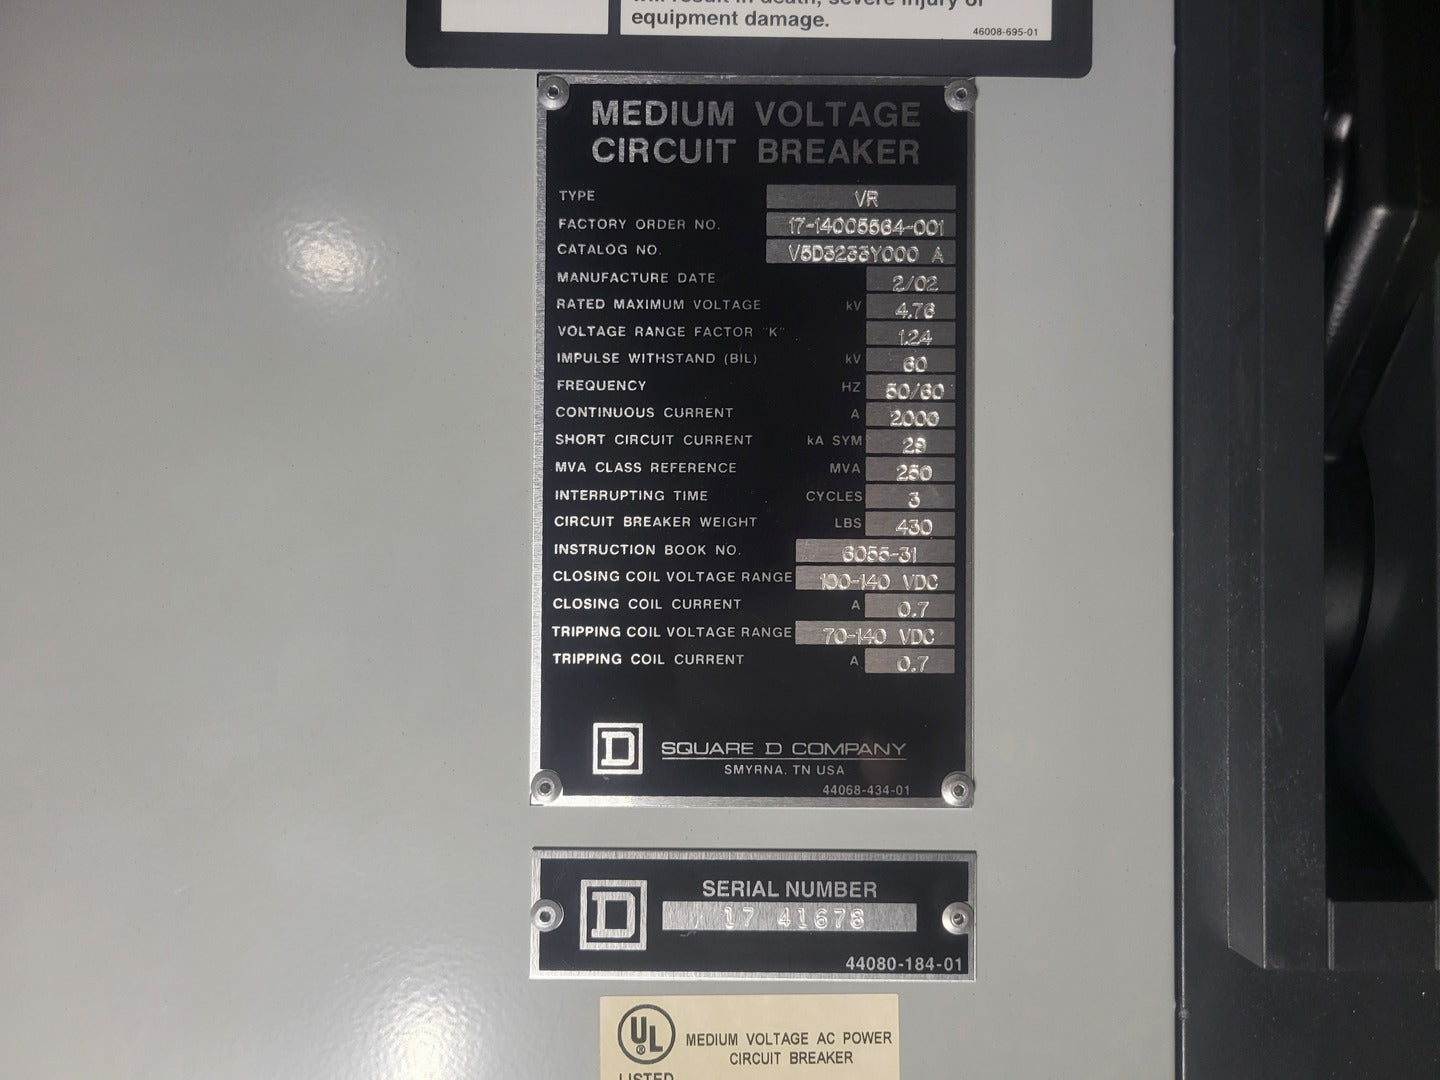 will result in death, severe injury or
equipment damage.
46008-695-01
MEDIUM VOLTAGE
CIRCUIT BREAKER
TYPE VR
FACTORY ORDER NO. 17-14005564-001
CATALOG NO. V5D3233Y000 A
MANUFACTURE DATE 2/02
RATED MAXIMUM VOLTAGE kV 4.76
VOLTAGE RANGE FACTOR "K" 1.24
IMPULSE WITHSTAND (BIL) kV 60
FREQUENCY HZ 50/60
CONTINUOUS CURRENT A 2000
SHORT CIRCUIT CURRENT kA SYM 29
MVA CLASS REFERENCE MVA 250
INTERRUPTING TIME CYCLES 3
CIRCUIT BREAKER WEIGHT LBS 430
INSTRUCTION BOOK NO. 6055-31
CLOSING COIL VOLTAGE RANGE 100-140 VDC
CLOSING COIL CURRENT A 0.7
TRIPPING COIL VOLTAGE RANGE 70-140 VDC
TRIPPING COIL CURRENT A 0.7
D SQUARE D COMPANY
SMYRNA, TN USA
44068-434-01
D SERIAL NUMBER
17 41678
44080-184-01
UL ® MEDIUM VOLTAGE AC POWER
CIRCUIT BREAKER
LISTED